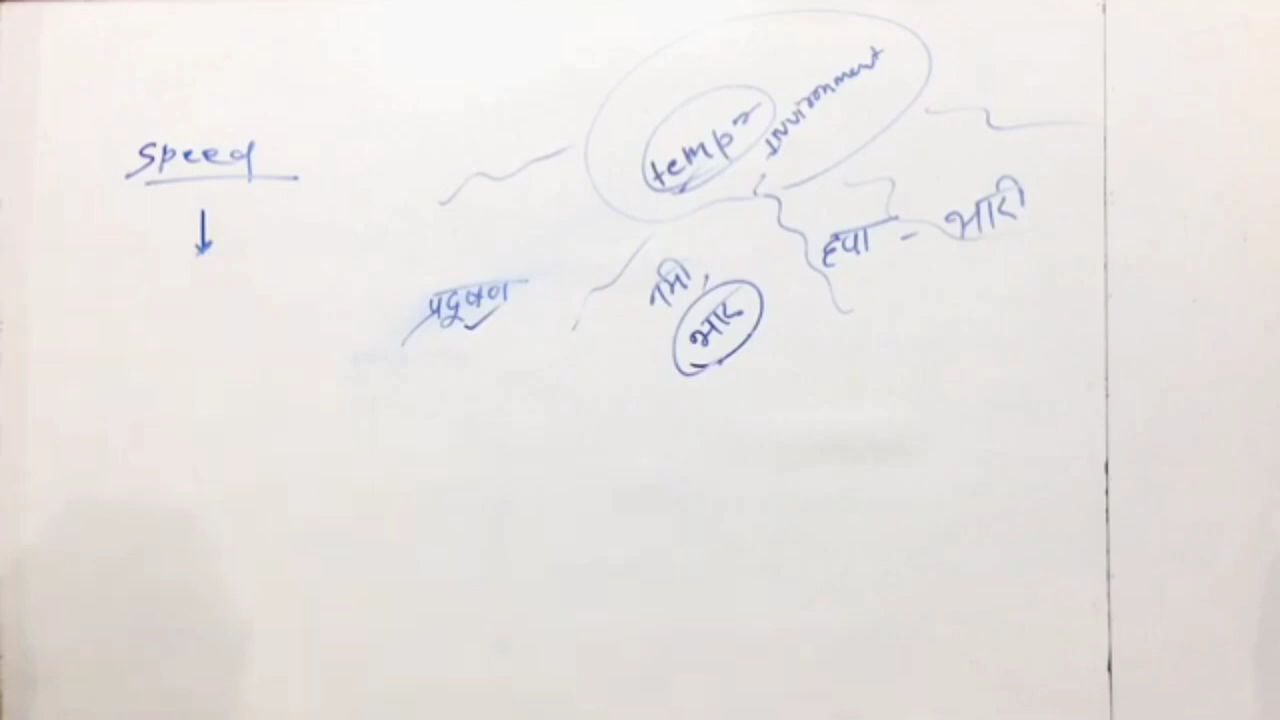 speed
temp
environment
प्रदूषण
नमी,
भार
हवा - भारी